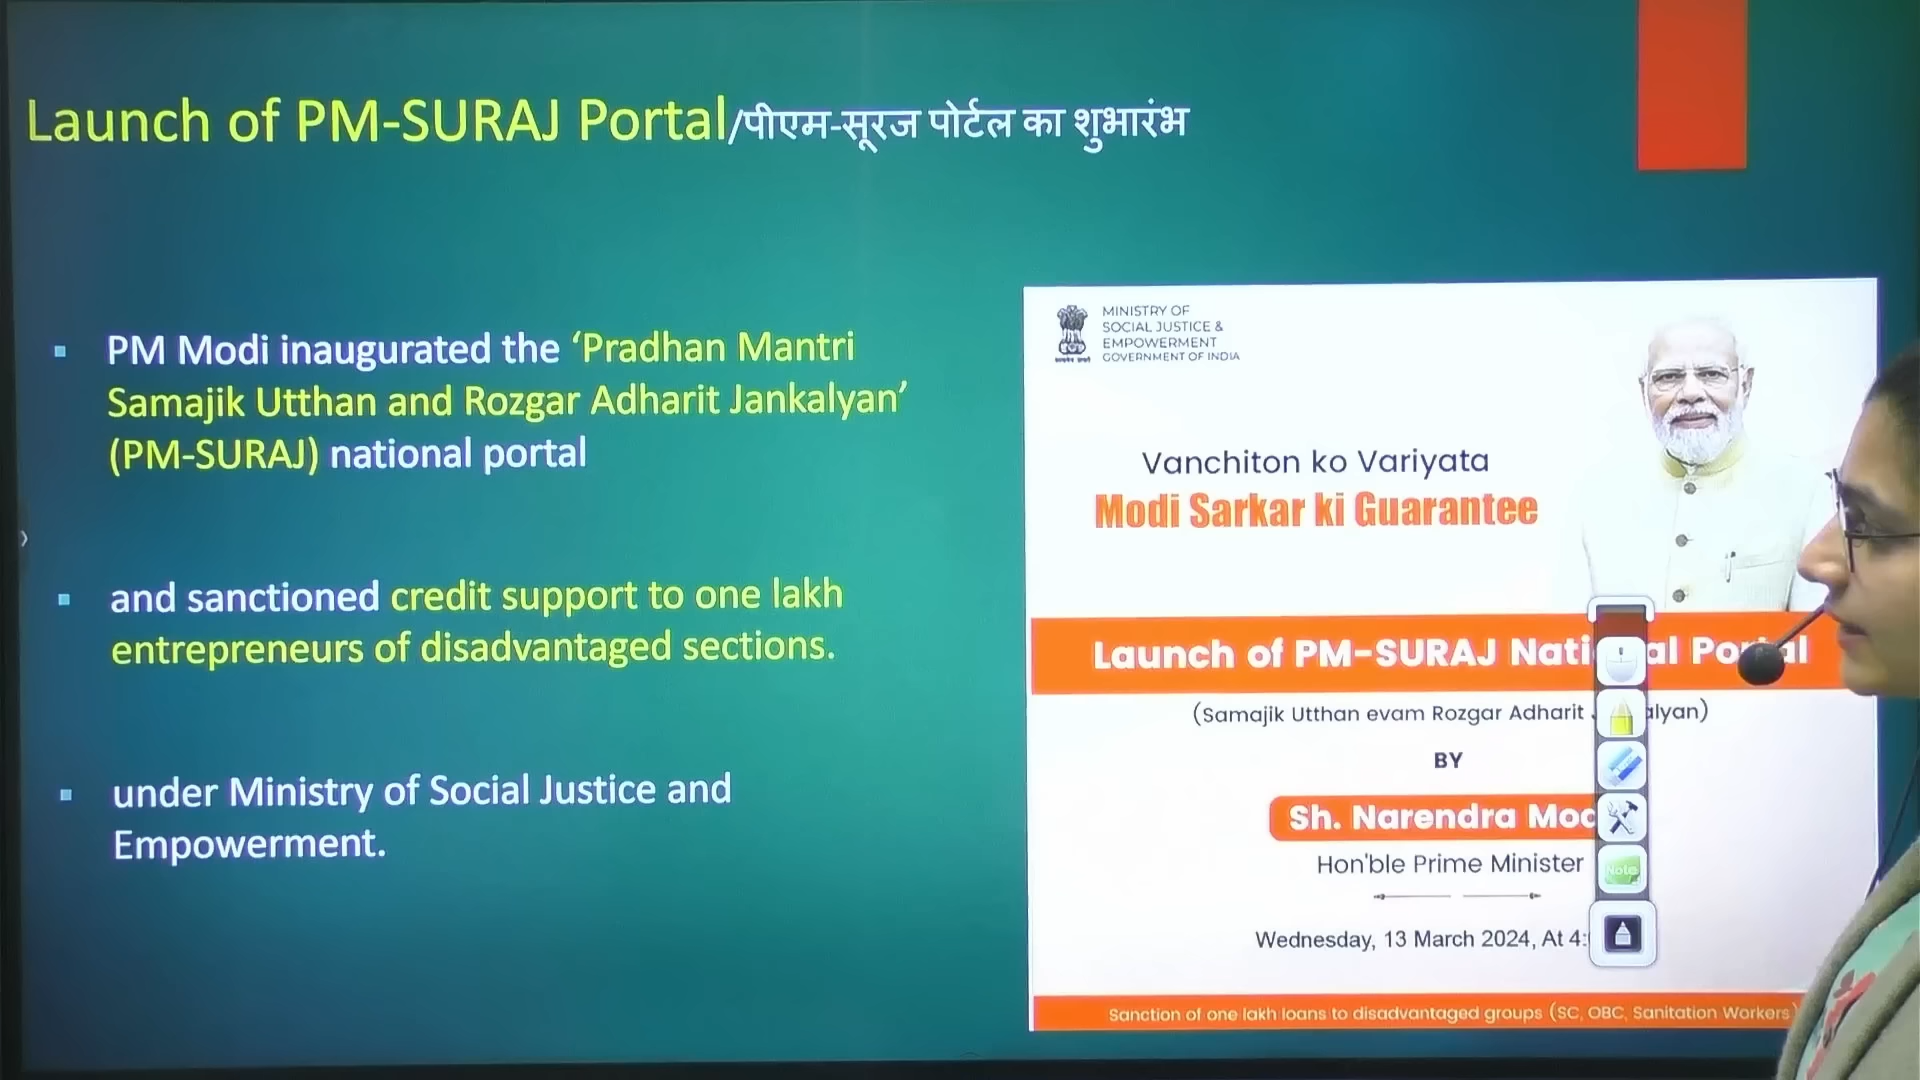 Launch of PM-SURAJ Portal/पीएम-सूरज पोर्टल का शुभारंभ
PM Modi inaugurated the ‘Pradhan Mantri
Samajik Utthan and Rozgar Adharit Jankalyan’
(PM-SURAJ) national portal
and sanctioned credit support to one lakh
entrepreneurs of disadvantaged sections.
under Ministry of Social Justice and
Empowerment.
MINISTRY OF
SOCIAL JUSTICE &
EMPOWERMENT
GOVERNMENT OF INDIA
Vanchiton ko Variyata
Modi Sarkar ki Guarantee
Launch of PM-SURAJ
(Samajik Utthan evam Rozgar Adharit
BY
Sh. Narendra
Hon'ble Prime Minister
Wednesday, 13 March 2024, At 4:
Sanction of one lakh loans to disadvantaged groups (SC, OBC, Sanitation Workers)
Note